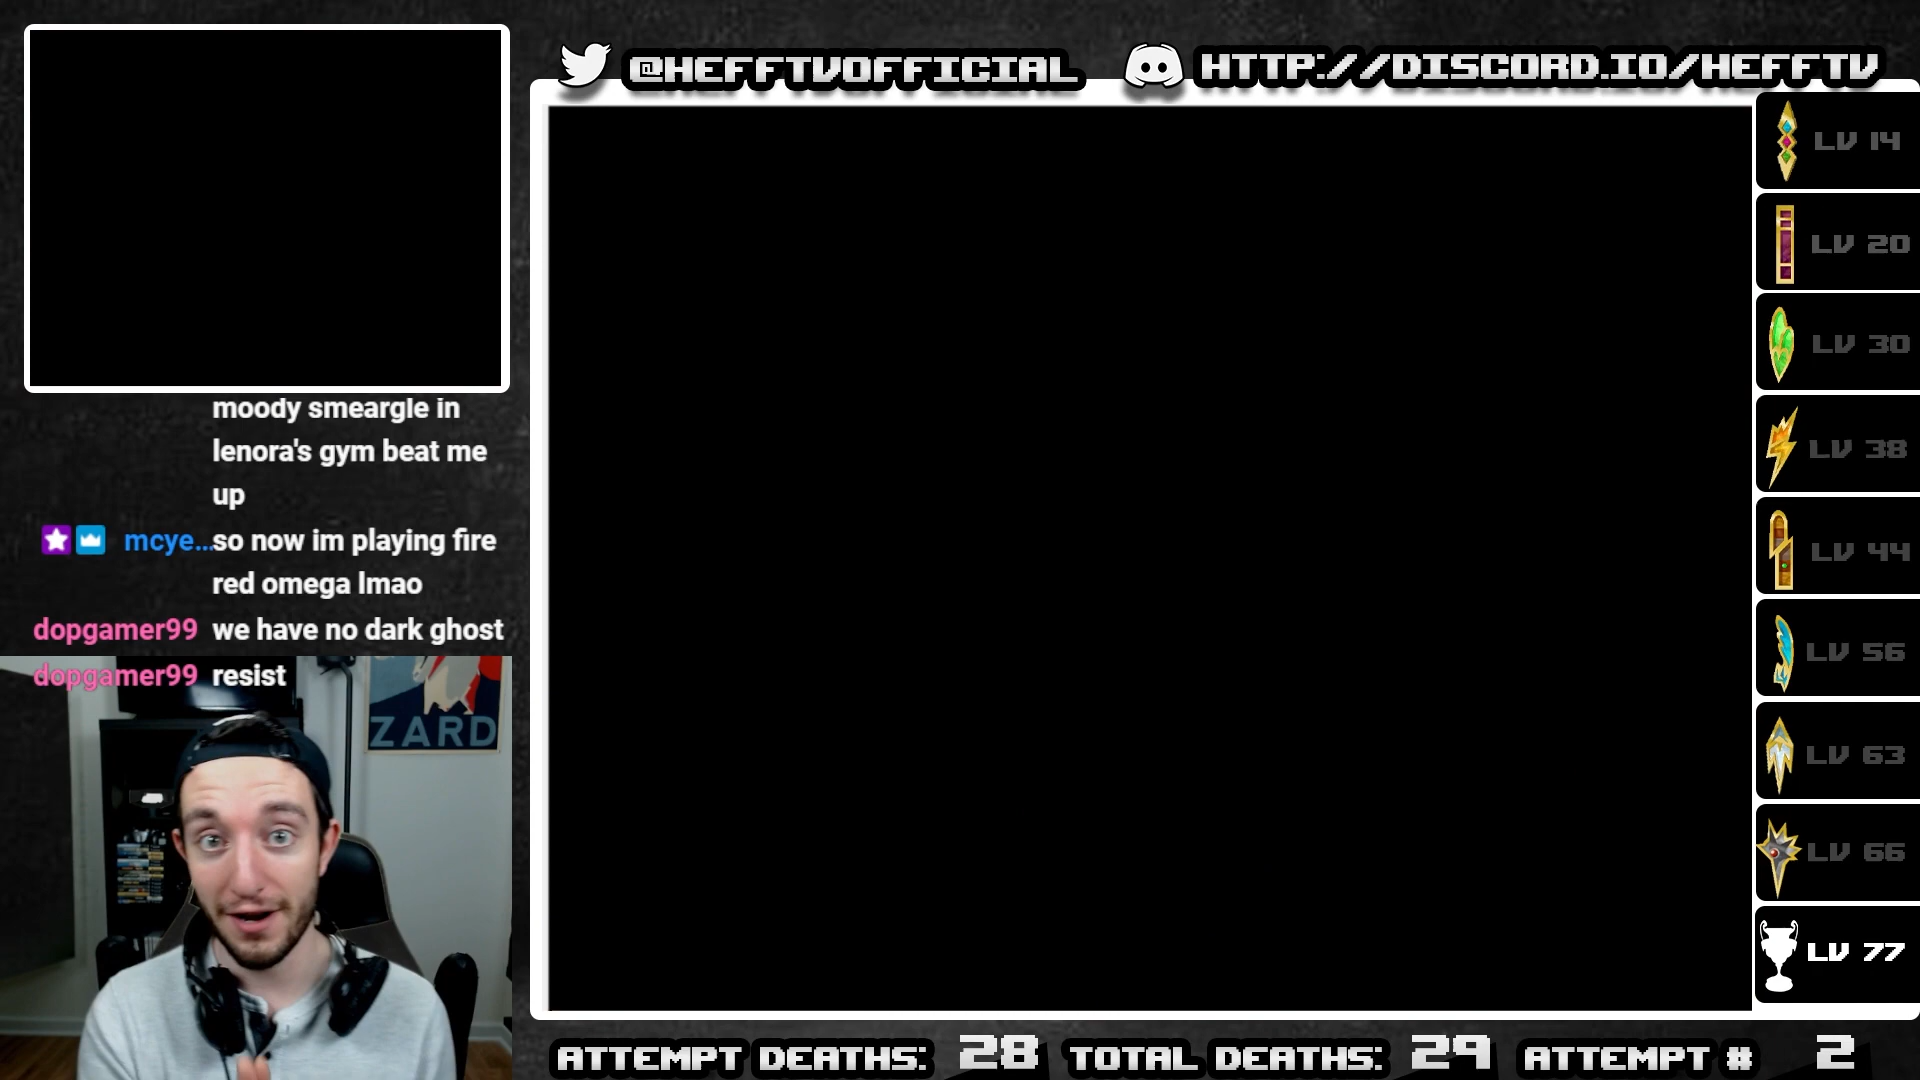 @HEFFTVOFFICIAL
HTTP://DISCORD.IO/HEFFTV
LV 14
LV 20
LV 30
LV 38
LV 44
LV 56
LV 63
LV 66
LV 77
moody smeargle in
lenora's gym beat me
up
mcye... so now im playing fire
red omega lmao
dopgamer99 we have no dark ghost
dopgamer99 resist
ZARD
ATTEMPT DEATHS: 28 TOTAL DEATHS: 29 ATTEMPT # 2